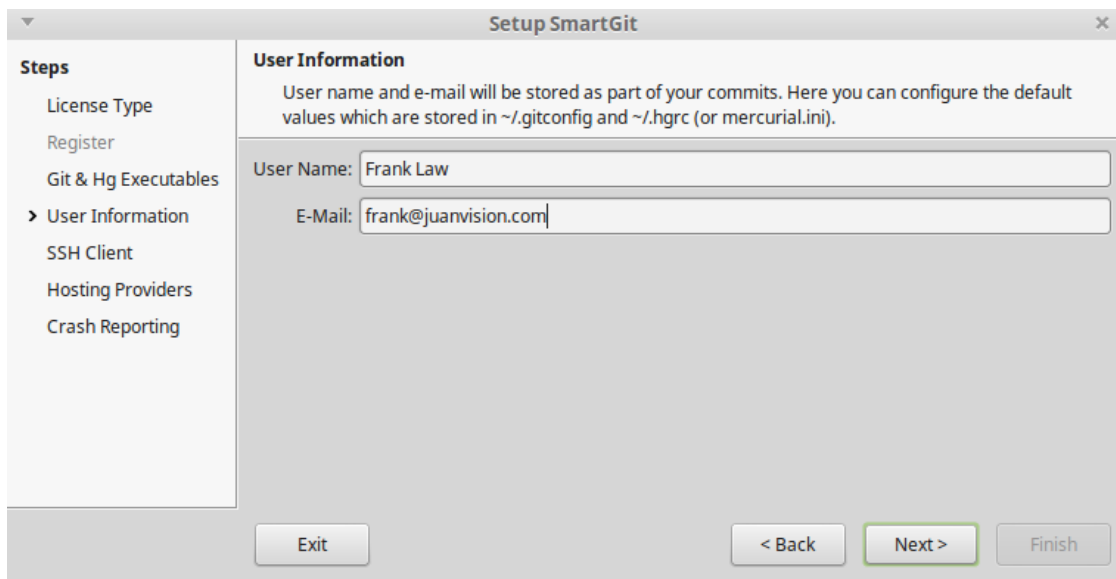 Setup SmartGit
Steps
License Type
Register
Git & Hg Executables
User Information
SSH Client
Hosting Providers
Crash Reporting
User Information
User name and e-mail will be stored as part of your commits. Here you can configure the default
values which are stored in ~/.gitconfig and ~/.hgrc (or mercurial.ini).
User Name: Frank Law
E-Mail: frank@juanvision.com
Exit
< Back
Next >
Finish